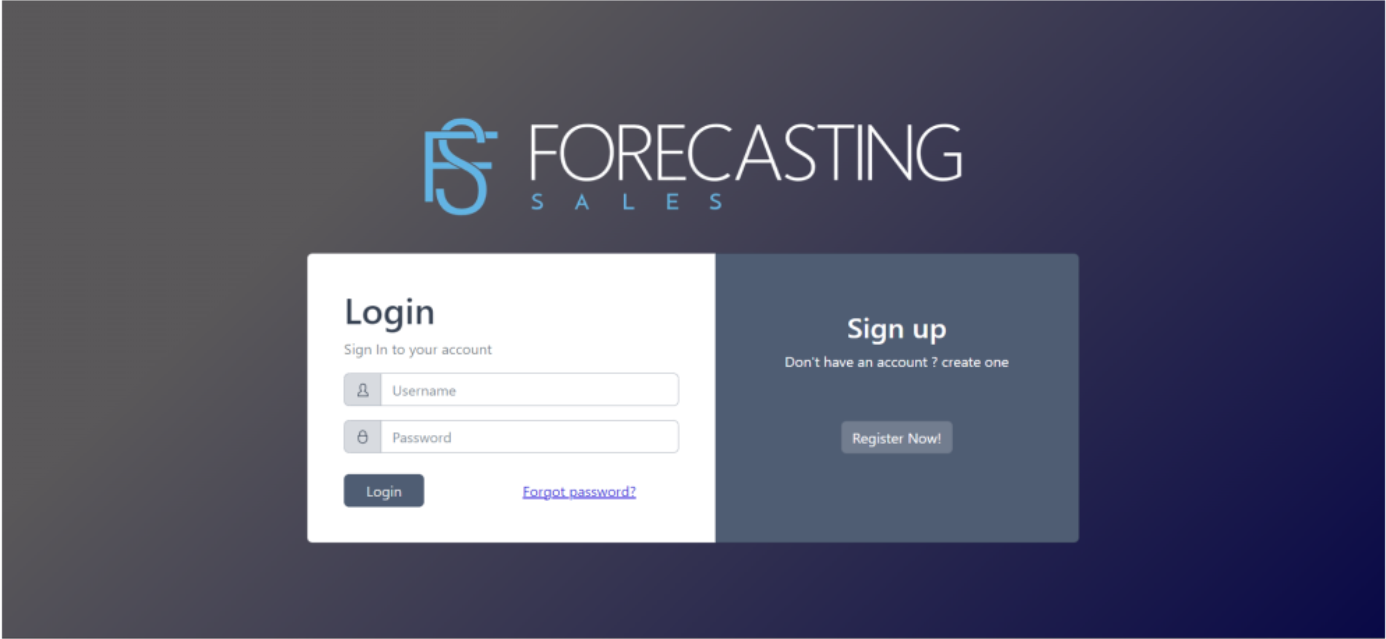 FS
FORECASTING
SALES
Login
Sign In to your account
Username
Password
Login
Forgot password?
Sign up
Don't have an account ? create one
Register Now!